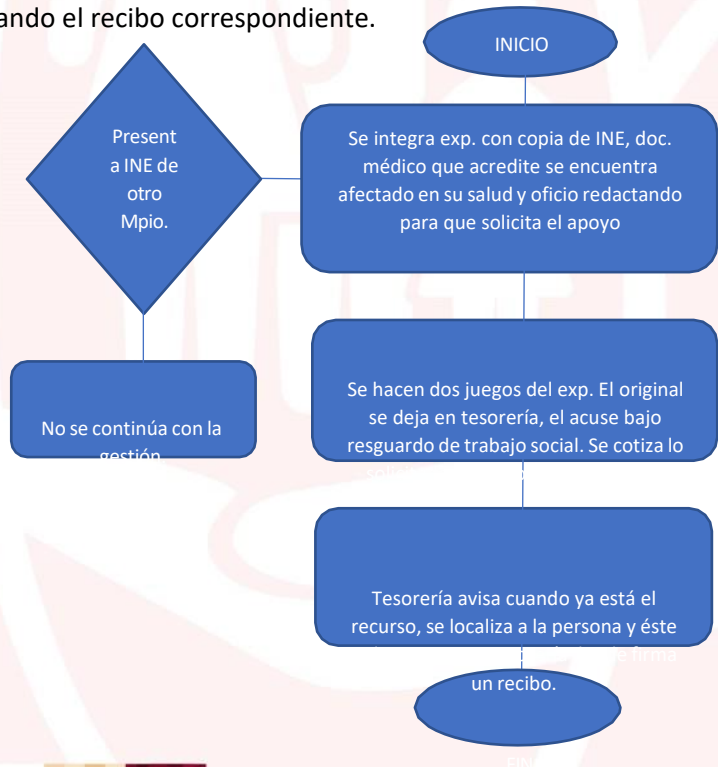 ando el recibo correspondiente.
INICIO
Present
a INE de
otro
Mpio.
Se integra exp. con copia de INE, doc.
médico que acredite se encuentra
afectado en su salud y oficio redactando
para que solicita el apoyo
No se continúa con la
gestión
Se hacen dos juegos del exp. El original
se deja en tesorería, el acuse bajo
resguardo de trabajo social. Se cotiza lo
Tesorería avisa cuando ya está el
recurso, se localiza a la persona y éste
firma
un recibo.
FIN